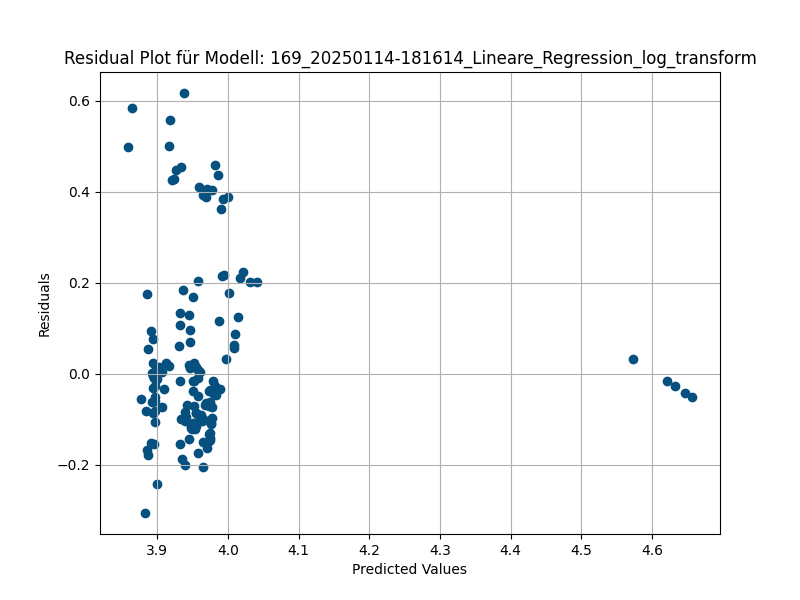 Residual Plot für Modell: 169_20250114-181614_Lineare_Regression_log_transform
0.6
0.4
0.2
0.0
−0.2
Residuals
3.9 4.0 4.1 4.2 4.3 4.4 4.5 4.6
Predicted Values